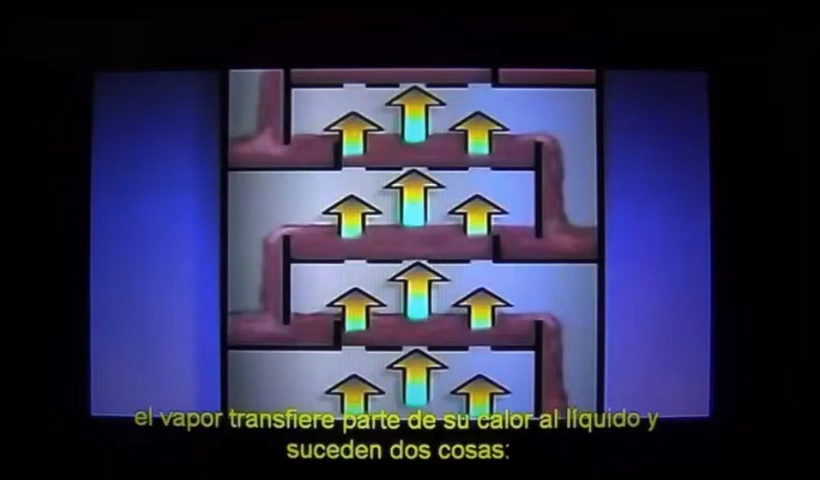 el vapor transfiere parte de su calor al líquido y
suceden dos cosas: